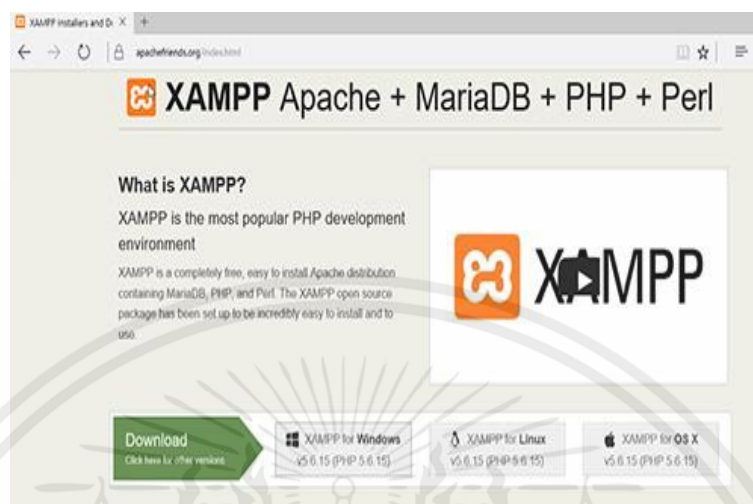 XAMPP Installers and Do
apachefriends.org/index.html
XAMPP Apache + MariaDB + PHP + Perl
What is XAMPP?
XAMPP is the most popular PHP development
environment
XAMPP is a completely free, easy to install Apache distribution
containing MariaDB, PHP, and Perl. The XAMPP open source
package has been set up to be incredibly easy to install and to
use.
XAMPP
Download
Click here for other versions
XAMPP for Windows
v5.6.15 (PHP 5.6.15)
XAMPP for Linux
v5.6.15 (PHP 5.6.15)
XAMPP for OS X
v5.6.15 (PHP 5.6.15)